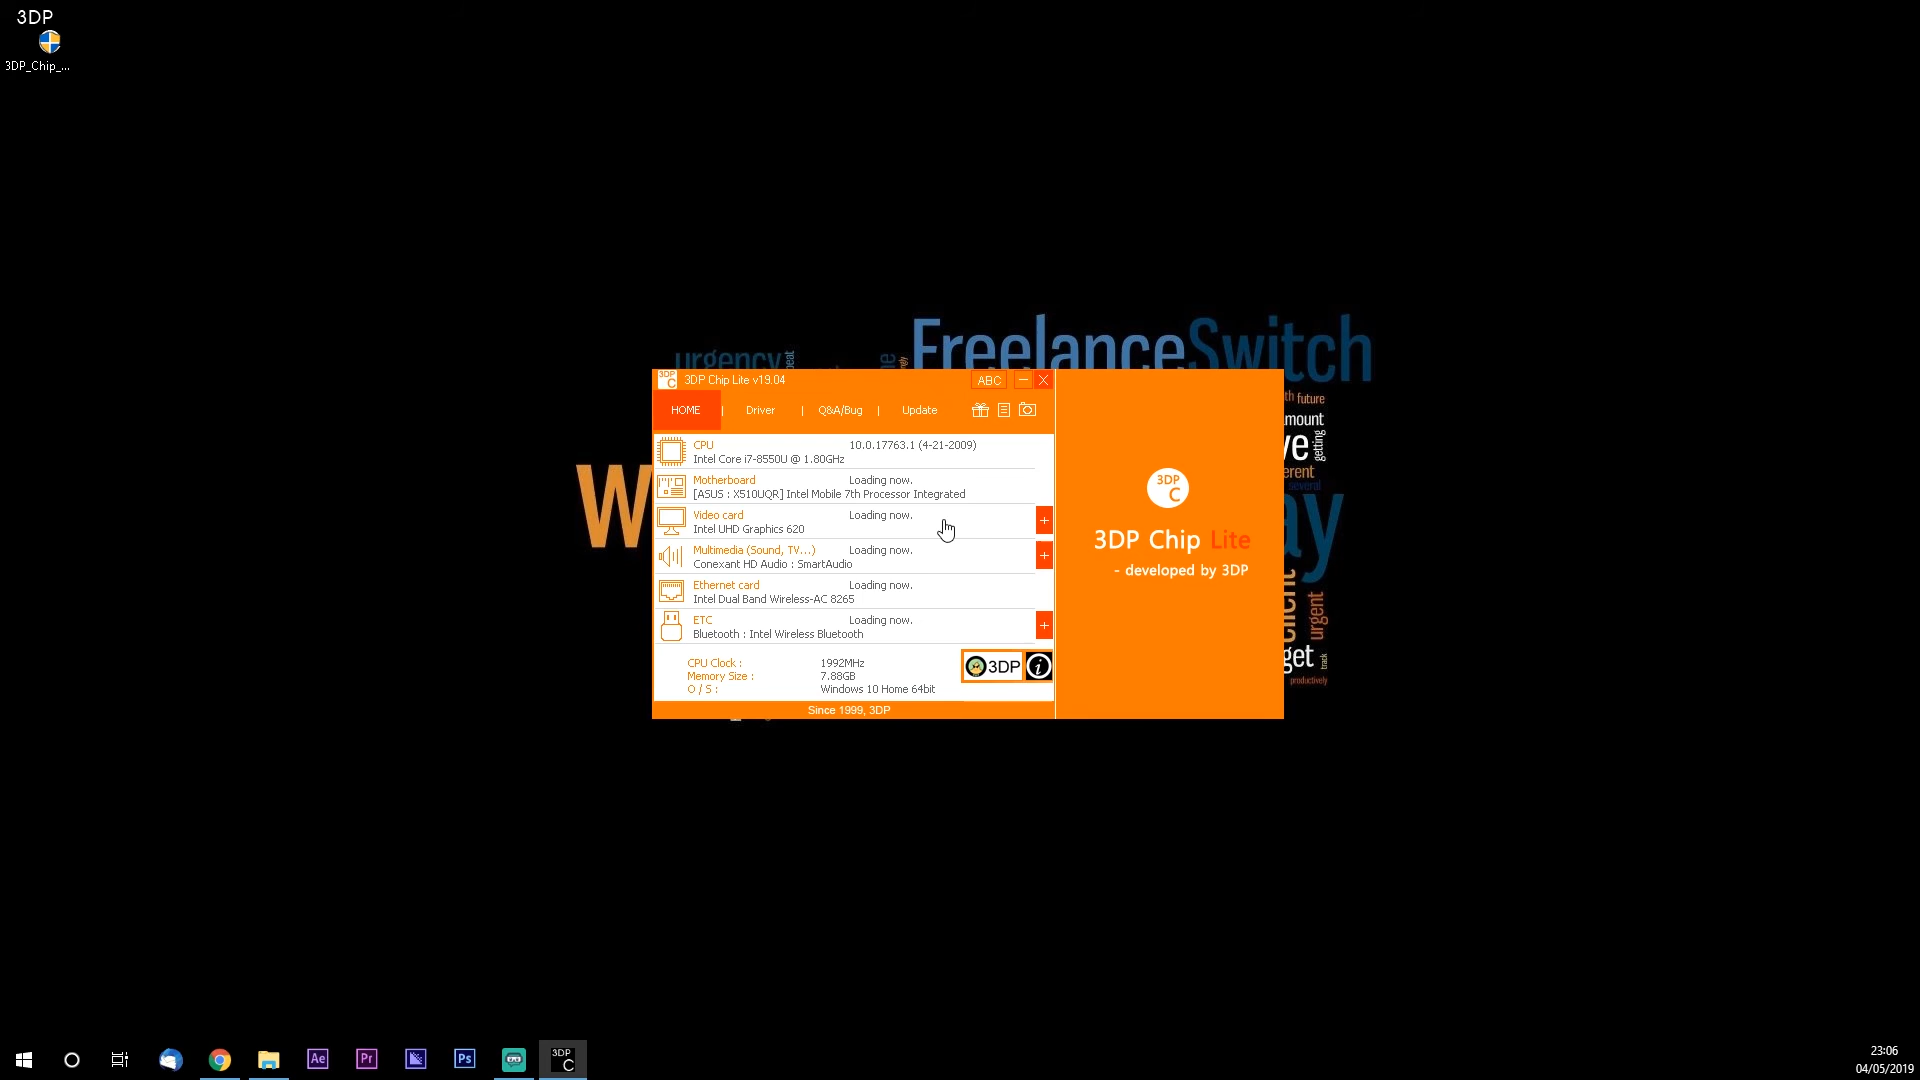 3DP
3DP_Chip_...
FreelanceSwitch
urgency
future
amount
getting
several
urgent
client
get
track
productively
W
3DP
C
3DP Chip Lite v19.04
ABC
HOME | Driver | Q&A/Bug | Update
CPU 10.0.17763.1 (4-21-2009)
Intel Core i7-8550U @ 1.80GHz
Motherboard Loading now.
[ASUS : X510UQR] Intel Mobile 7th Processor Integrated
Video card Loading now.
Intel UHD Graphics 620
+
Multimedia (Sound, TV...) Loading now.
Conexant HD Audio : SmartAudio
+
Ethernet card Loading now.
Intel Dual Band Wireless-AC 8265
ETC Loading now.
Bluetooth : Intel Wireless Bluetooth
+
CPU Clock : 1992MHz
Memory Size : 7.88GB
O / S : Windows 10 Home 64bit
3DP i
Since 1999, 3DP
3DP
C
3DP Chip Lite
- developed by 3DP
Ae
Pr
Ps
3DP
C
23:06
04/05/2019